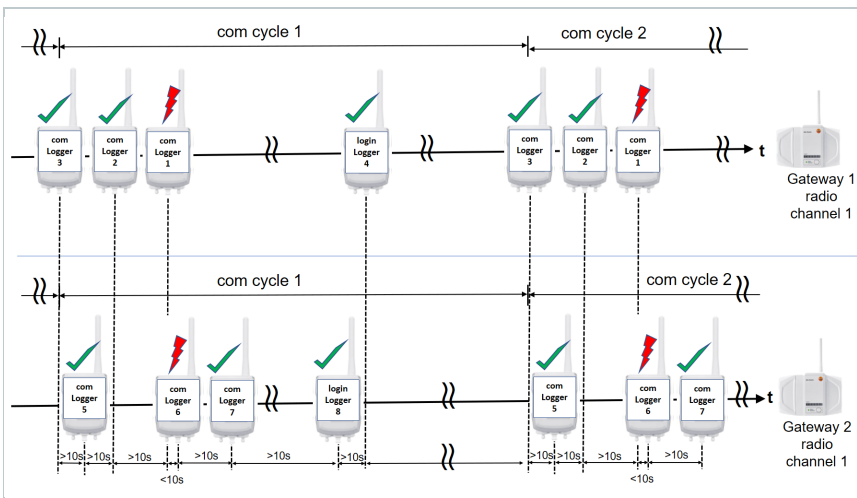 com cycle 1
com cycle 2
com
Logger
3
com
Logger
2
com
Logger
1
login
Logger
4
com
Logger
3
com
Logger
2
com
Logger
1
t
Gateway 1
radio
channel 1
com cycle 1
com cycle 2
com
Logger
5
com
Logger
6
com
Logger
7
login
Logger
8
com
Logger
5
com
Logger
6
com
Logger
7
t
Gateway 2
radio
channel 1
>10s >10s >10s >10s >10s >10s >10s >10s >10s >10s
<10s <10s